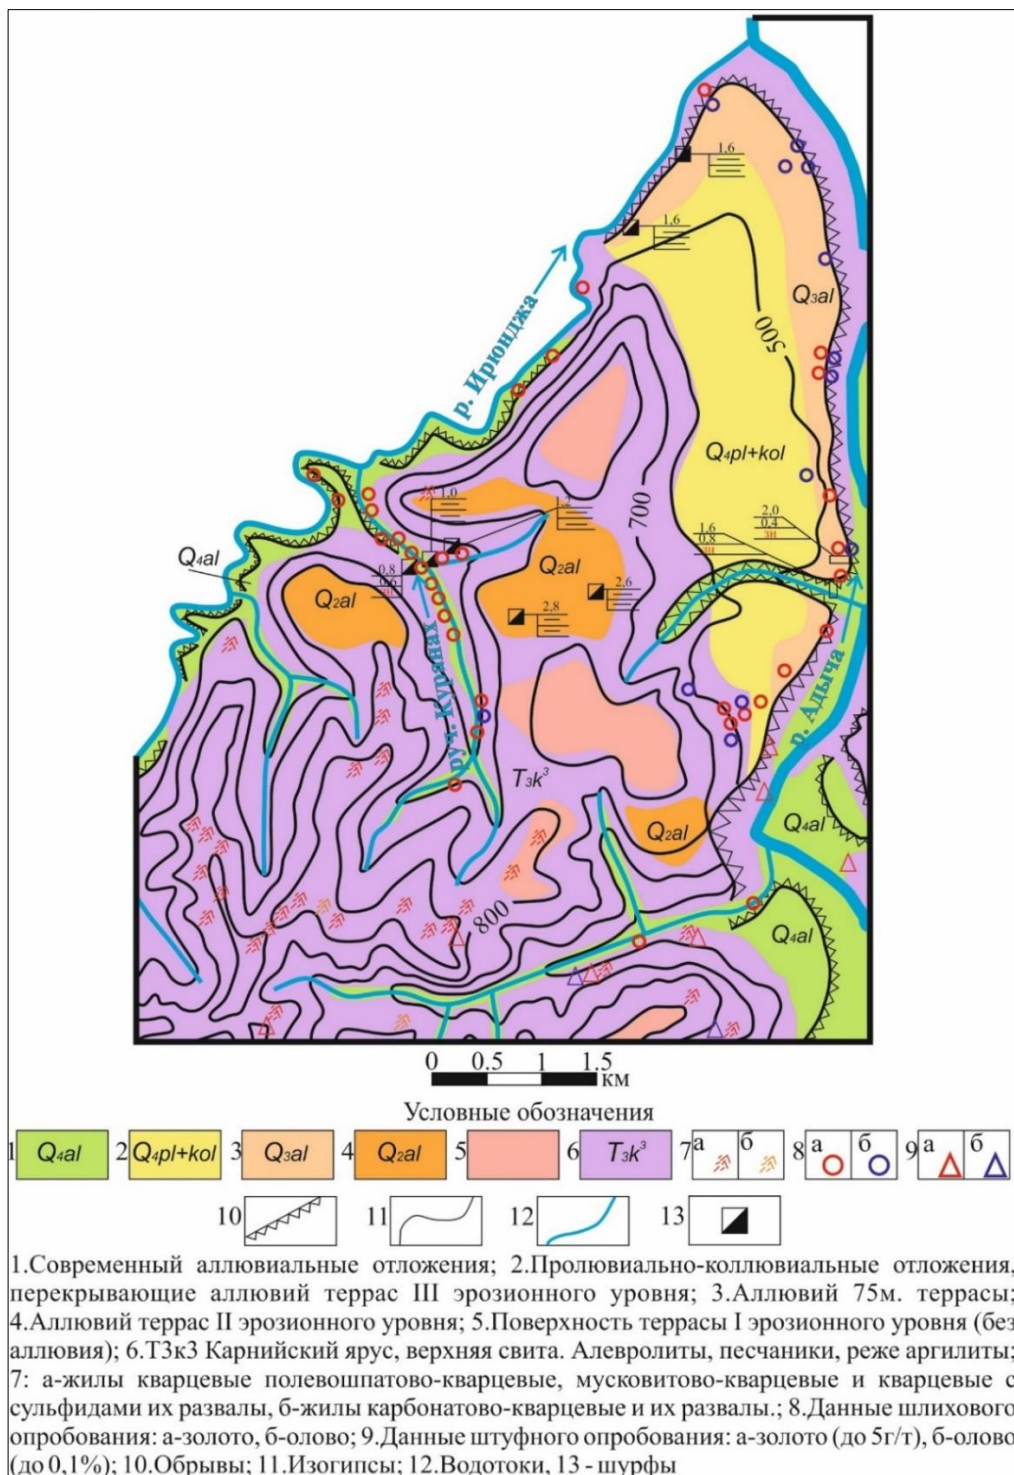 1,6
1,6
р. Ирюнджа
Q₃al
500
Q₄pl+kol
700
1,0
,2
2,0
0,4
зн
1,6
0,8
зн
Q₄al
0,8
0,6
зн
Q₂al
Q₂al
2,6
2,8
руч. Курванах
р. Адыча
T₃k³
Q₂al
Q₄al
800
Q₄al
0 0.5 1 1.5
км
Условные обозначения
1 Q₄al 2 Q₄pl+kol 3 Q₃al 4 Q₂al 5 6 T₃k³ 7 а б 8 а б 9 а б
10 11 12 13
1.Современный аллювиальные отложения; 2.Пролювиально-коллювиальные отложения,
перекрывающие аллювий террас III эрозионного уровня; 3.Аллювий 75м. террасы;
4.Аллювий террас II эрозионного уровня; 5.Поверхность террасы I эрозионного уровня (без
аллювия); 6.Т3к3 Карнийский ярус, верхняя свита. Алевролиты, песчаники, реже аргилиты;
7: а-жилы кварцевые полевошпатово-кварцевые, мусковитово-кварцевые и кварцевые с
сульфидами их развалы, б-жилы карбонатово-кварцевые и их развалы.; 8.Данные шлихового
опробования: а-золото, б-олово; 9.Данные штуфного опробования: а-золото (до 5г/т), б-олово
(до 0,1%); 10.Обрывы; 11.Изогипсы; 12.Водотоки, 13 - шурфы